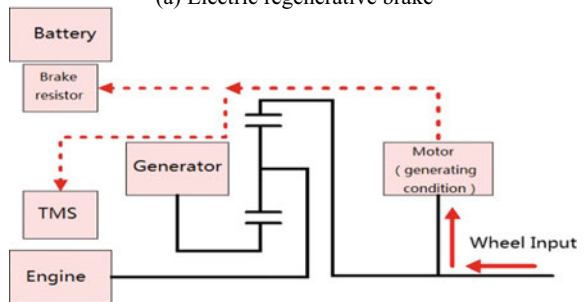 (a) Electric regenerative brake
Battery
Brake
resistor
Generator
Motor
( generating
condition )
TMS
Wheel Input
Engine